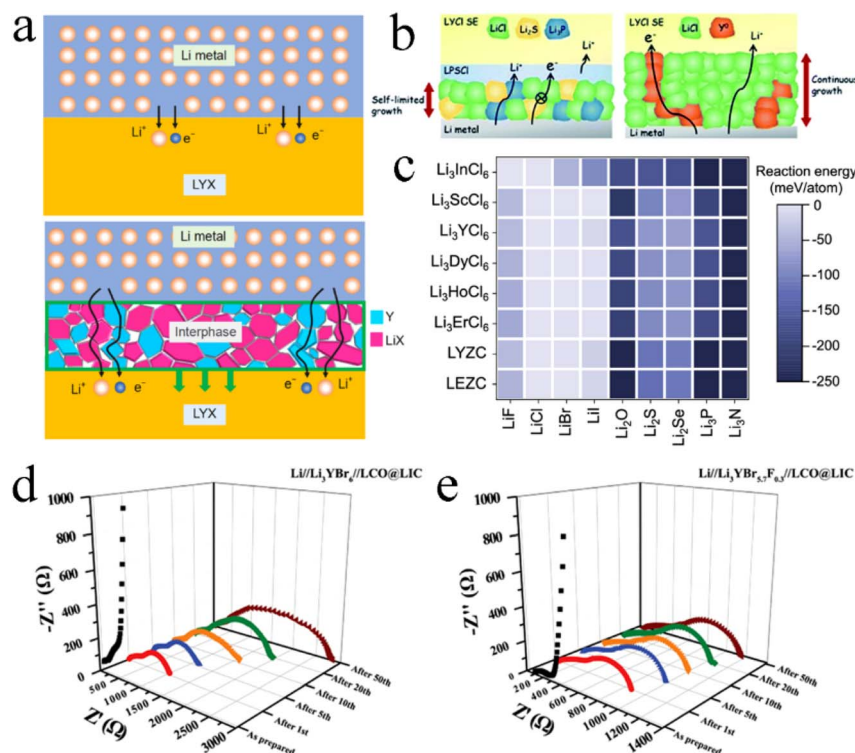 a
Li metal
Li⁺
e⁻
Li⁺
e⁻
LYX
Li metal
Interphase
Y
LiX
Li⁺
e⁻
e⁻
Li⁺
LYX
b
LYCl SE
LiCl
Li₂S
Li₃P
Li⁺
LPSCl
Li⁺
e⁻
Self-limited
growth
Li metal
LYCl SE
LiCl
Y⁰
e⁻
Li⁺
Continuous
growth
Li metal
c
Li₃InCl₆
Li₃ScCl₆
Li₃YCl₆
Li₃DyCl₆
Li₃HoCl₆
Li₃ErCl₆
LYZC
LEZC
LiF
LiCl
LiBr
LiI
Li₂O
Li₂S
Li₂Se
Li₃P
Li₃N
Reaction energy
(meV/atom)
0
-50
-100
-150
-200
-250
d
Li//Li₃YBr₆//LCO@LIC
-Z'' (Ω)
1000
800
600
400
200
0
Z' (Ω)
500
1000
1500
2000
2500
3000
As prepared
After 1st
After 5th
After 10th
After 20th
After 50th
e
Li//Li₃YBr₅.₇F₀.₃//LCO@LIC
-Z'' (Ω)
1000
800
600
400
200
0
Z' (Ω)
200
400
600
800
1000
1200
1400
As prepared
After 1st
After 5th
After 10th
After 20th
After 50th